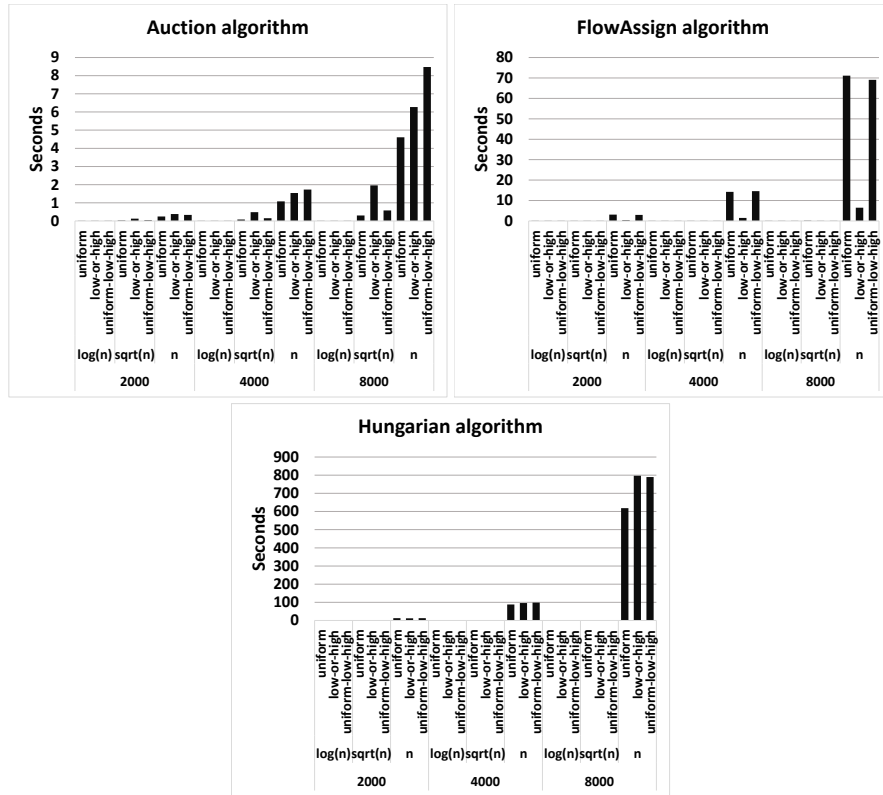 Auction algorithm
Seconds
9
8
7
6
5
4
3
2
1
0
uniform low-or-high uniform-low-high uniform low-or-high uniform-low-high uniform low-or-high uniform-low-high uniform low-or-high uniform-low-high uniform low-or-high uniform-low-high uniform low-or-high uniform-low-high uniform low-or-high uniform-low-high uniform low-or-high uniform-low-high uniform low-or-high uniform-low-high
log(n) sqrt(n) n log(n) sqrt(n) n log(n) sqrt(n) n
2000 4000 8000
FlowAssign algorithm
Seconds
80
70
60
50
40
30
20
10
0
uniform low-or-high uniform-low-high uniform low-or-high uniform-low-high uniform low-or-high uniform-low-high uniform low-or-high uniform-low-high uniform low-or-high uniform-low-high uniform low-or-high uniform-low-high uniform low-or-high uniform-low-high uniform low-or-high uniform-low-high uniform low-or-high uniform-low-high
log(n) sqrt(n) n log(n) sqrt(n) n log(n) sqrt(n) n
2000 4000 8000
Hungarian algorithm
Seconds
900
800
700
600
500
400
300
200
100
0
uniform low-or-high uniform-low-high uniform low-or-high uniform-low-high uniform low-or-high uniform-low-high uniform low-or-high uniform-low-high uniform low-or-high uniform-low-high uniform low-or-high uniform-low-high uniform low-or-high uniform-low-high uniform low-or-high uniform-low-high uniform low-or-high uniform-low-high
log(n) sqrt(n) n log(n) sqrt(n) n log(n) sqrt(n) n
2000 4000 8000